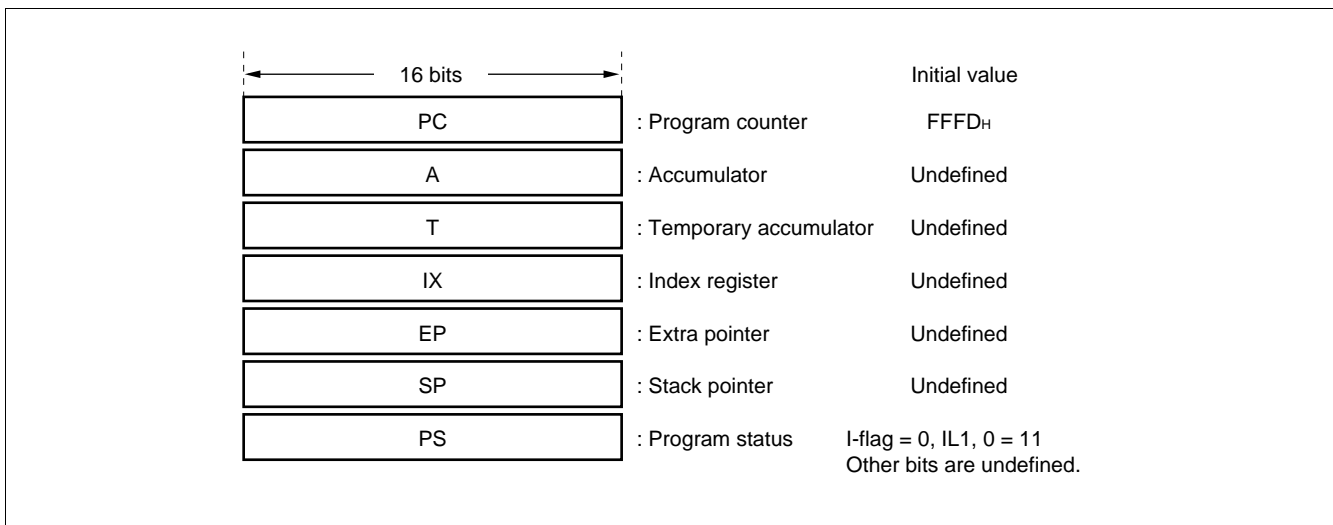 16 bits Initial value
PC : Program counter FFFDH
A : Accumulator Undefined
T : Temporary accumulator Undefined
IX : Index register Undefined
EP : Extra pointer Undefined
SP : Stack pointer Undefined
PS : Program status I-flag = 0, IL1, 0 = 11
Other bits are undefined.